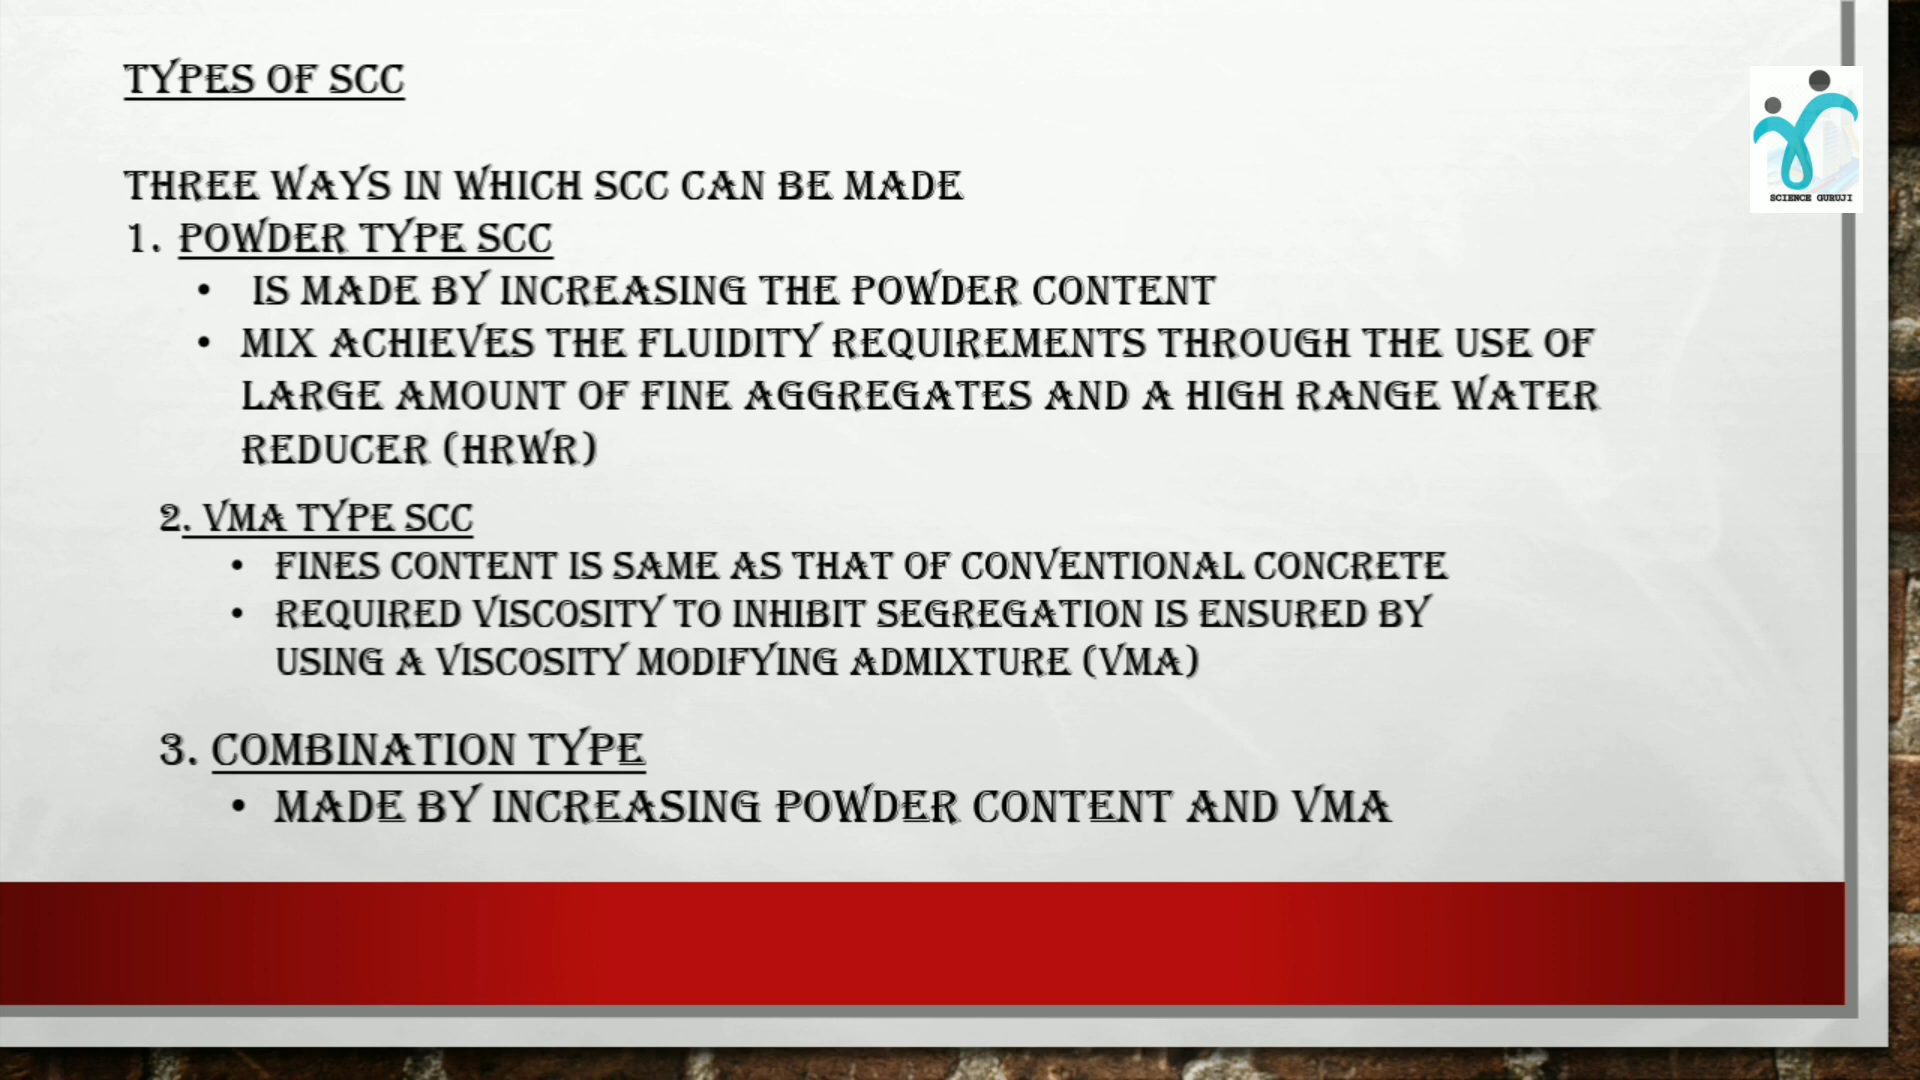 TYPES OF SCC
THREE WAYS IN WHICH SCC CAN BE MADE
1. POWDER TYPE SCC
• IS MADE BY INCREASING THE POWDER CONTENT
• MIX ACHIEVES THE FLUIDITY REQUIREMENTS THROUGH THE USE OF
LARGE AMOUNT OF FINE AGGREGATES AND A HIGH RANGE WATER
REDUCER (HRWR)
2. VMA TYPE SCC
• FINES CONTENT IS SAME AS THAT OF CONVENTIONAL CONCRETE
• REQUIRED VISCOSITY TO INHIBIT SEGREGATION IS ENSURED BY
USING A VISCOSITY MODIFYING ADMIXTURE (VMA)
3. COMBINATION TYPE
• MADE BY INCREASING POWDER CONTENT AND VMA
SCIENCE GURUJI